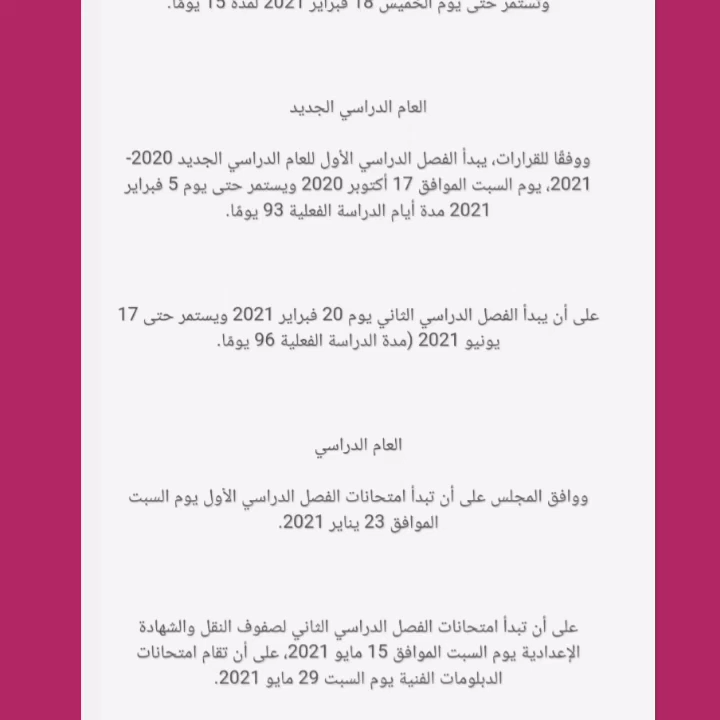 وتستمر حتى يوم الخميس 18 فبراير 2021 لمدة 15 يومًا.
العام الدراسي الجديد
ووفقًا للقرارات، يبدأ الفصل الدراسي الأول للعام الدراسي الجديد 2020-
2021، يوم السبت الموافق 17 أكتوبر 2020 ويستمر حتى يوم 5 فبراير
2021 مدة أيام الدراسة الفعلية 93 يومًا.
على أن يبدأ الفصل الدراسي الثاني يوم 20 فبراير 2021 ويستمر حتى 17
يونيو 2021 (مدة الدراسة الفعلية 96 يومًا.
العام الدراسي
ووافق المجلس على أن تبدأ امتحانات الفصل الدراسي الأول يوم السبت
الموافق 23 يناير 2021.
على أن تبدأ امتحانات الفصل الدراسي الثاني لصفوف النقل والشهادة
الإعدادية يوم السبت الموافق 15 مايو 2021، على أن تقام امتحانات
الدبلومات الفنية يوم السبت 29 مايو 2021.